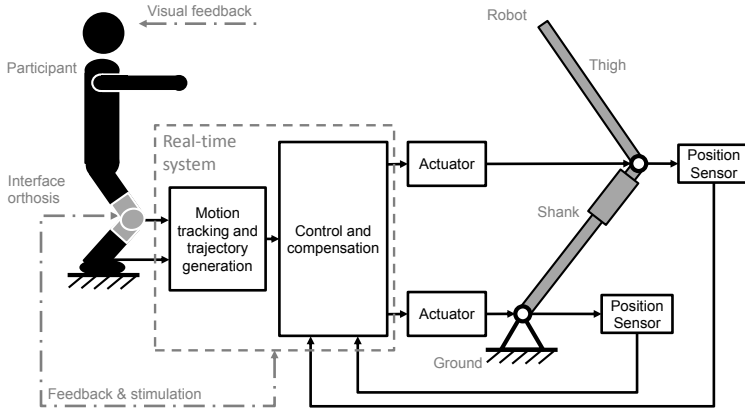 Visual feedback
Robot
Participant
Thigh
Real-time
system
Actuator
Position
Sensor
Interface
orthosis
Motion
tracking and
trajectory
generation
Control and
compensation
Shank
Actuator
Position
Sensor
Ground
Feedback & stimulation